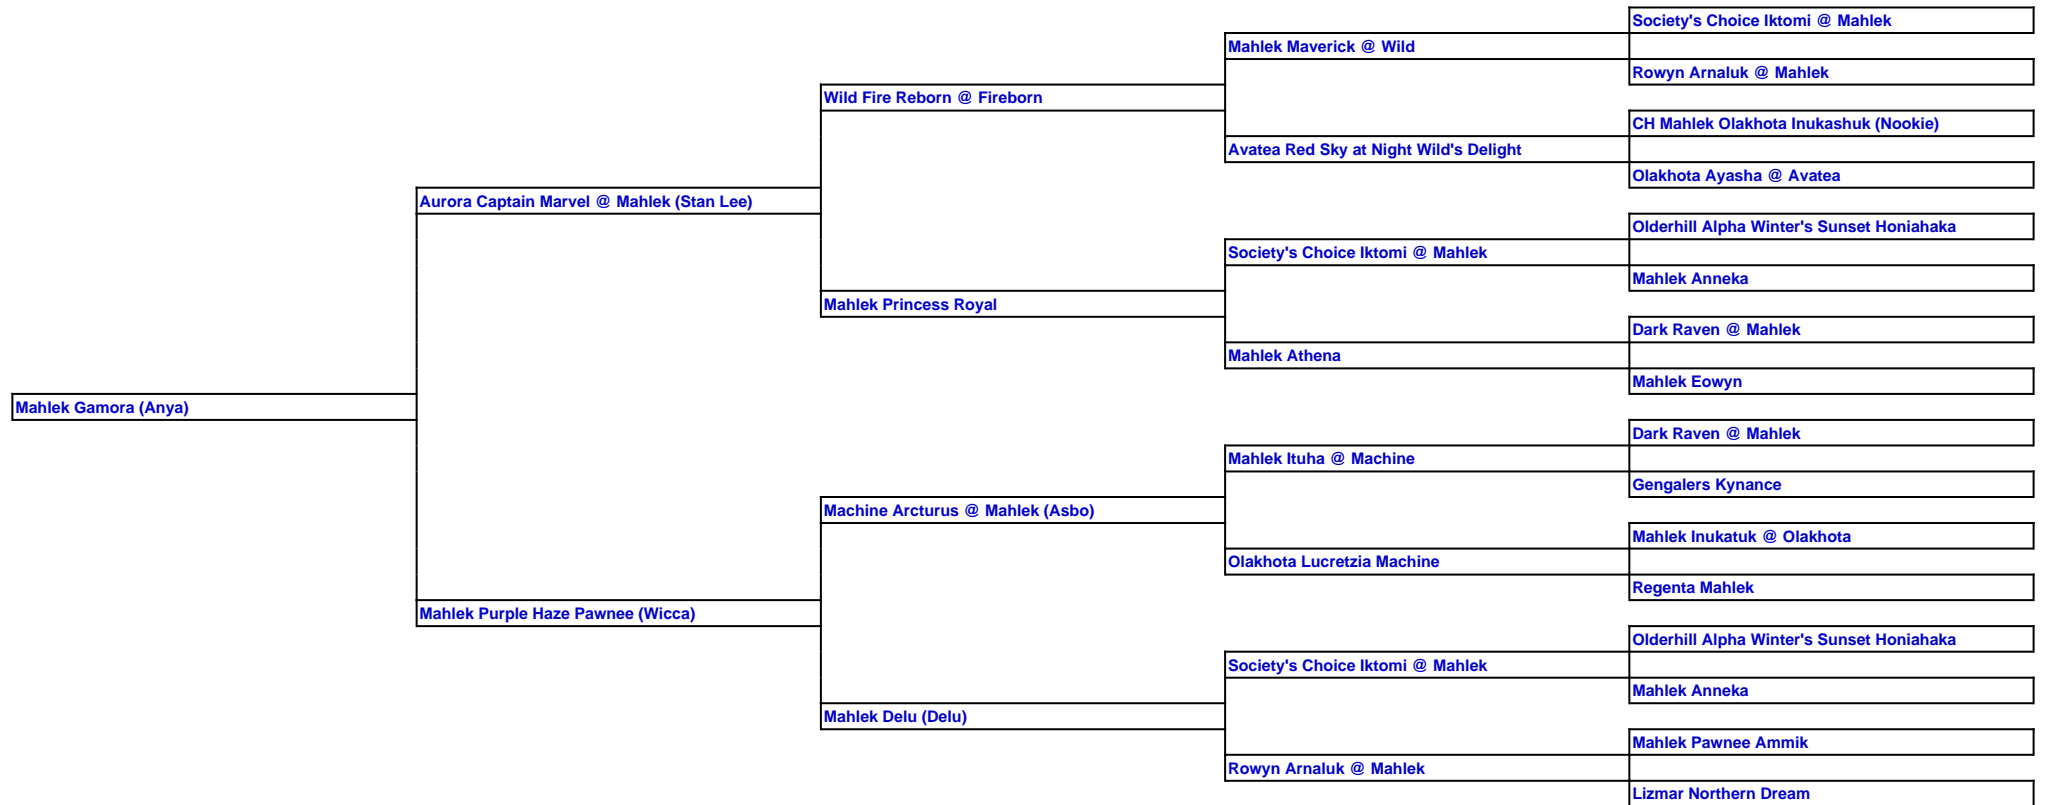 Society's Choice Iktomi @ Mahlek
Mahlek Maverick @ Wild
Rowyn Arnaluk @ Mahlek
Wild Fire Reborn @ Fireborn
CH Mahlek Olakhota Inukashuk (Nookie)
Avatea Red Sky at Night Wild's Delight
Olakhota Ayasha @ Avatea
Aurora Captain Marvel @ Mahlek (Stan Lee)
Olderhill Alpha Winter's Sunset Honiahaka
Society's Choice Iktomi @ Mahlek
Mahlek Anneka
Mahlek Princess Royal
Dark Raven @ Mahlek
Mahlek Athena
Mahlek Eowyn
Mahlek Gamora (Anya)
Dark Raven @ Mahlek
Mahlek Ituha @ Machine
Gengalers Kynance
Machine Arcturus @ Mahlek (Asbo)
Mahlek Inukatuk @ Olakhota
Olakhota Lucretzia Machine
Regenta Mahlek
Mahlek Purple Haze Pawnee (Wicca)
Olderhill Alpha Winter's Sunset Honiahaka
Society's Choice Iktomi @ Mahlek
Mahlek Anneka
Mahlek Delu (Delu)
Mahlek Pawnee Ammik
Rowyn Arnaluk @ Mahlek
Lizmar Northern Dream